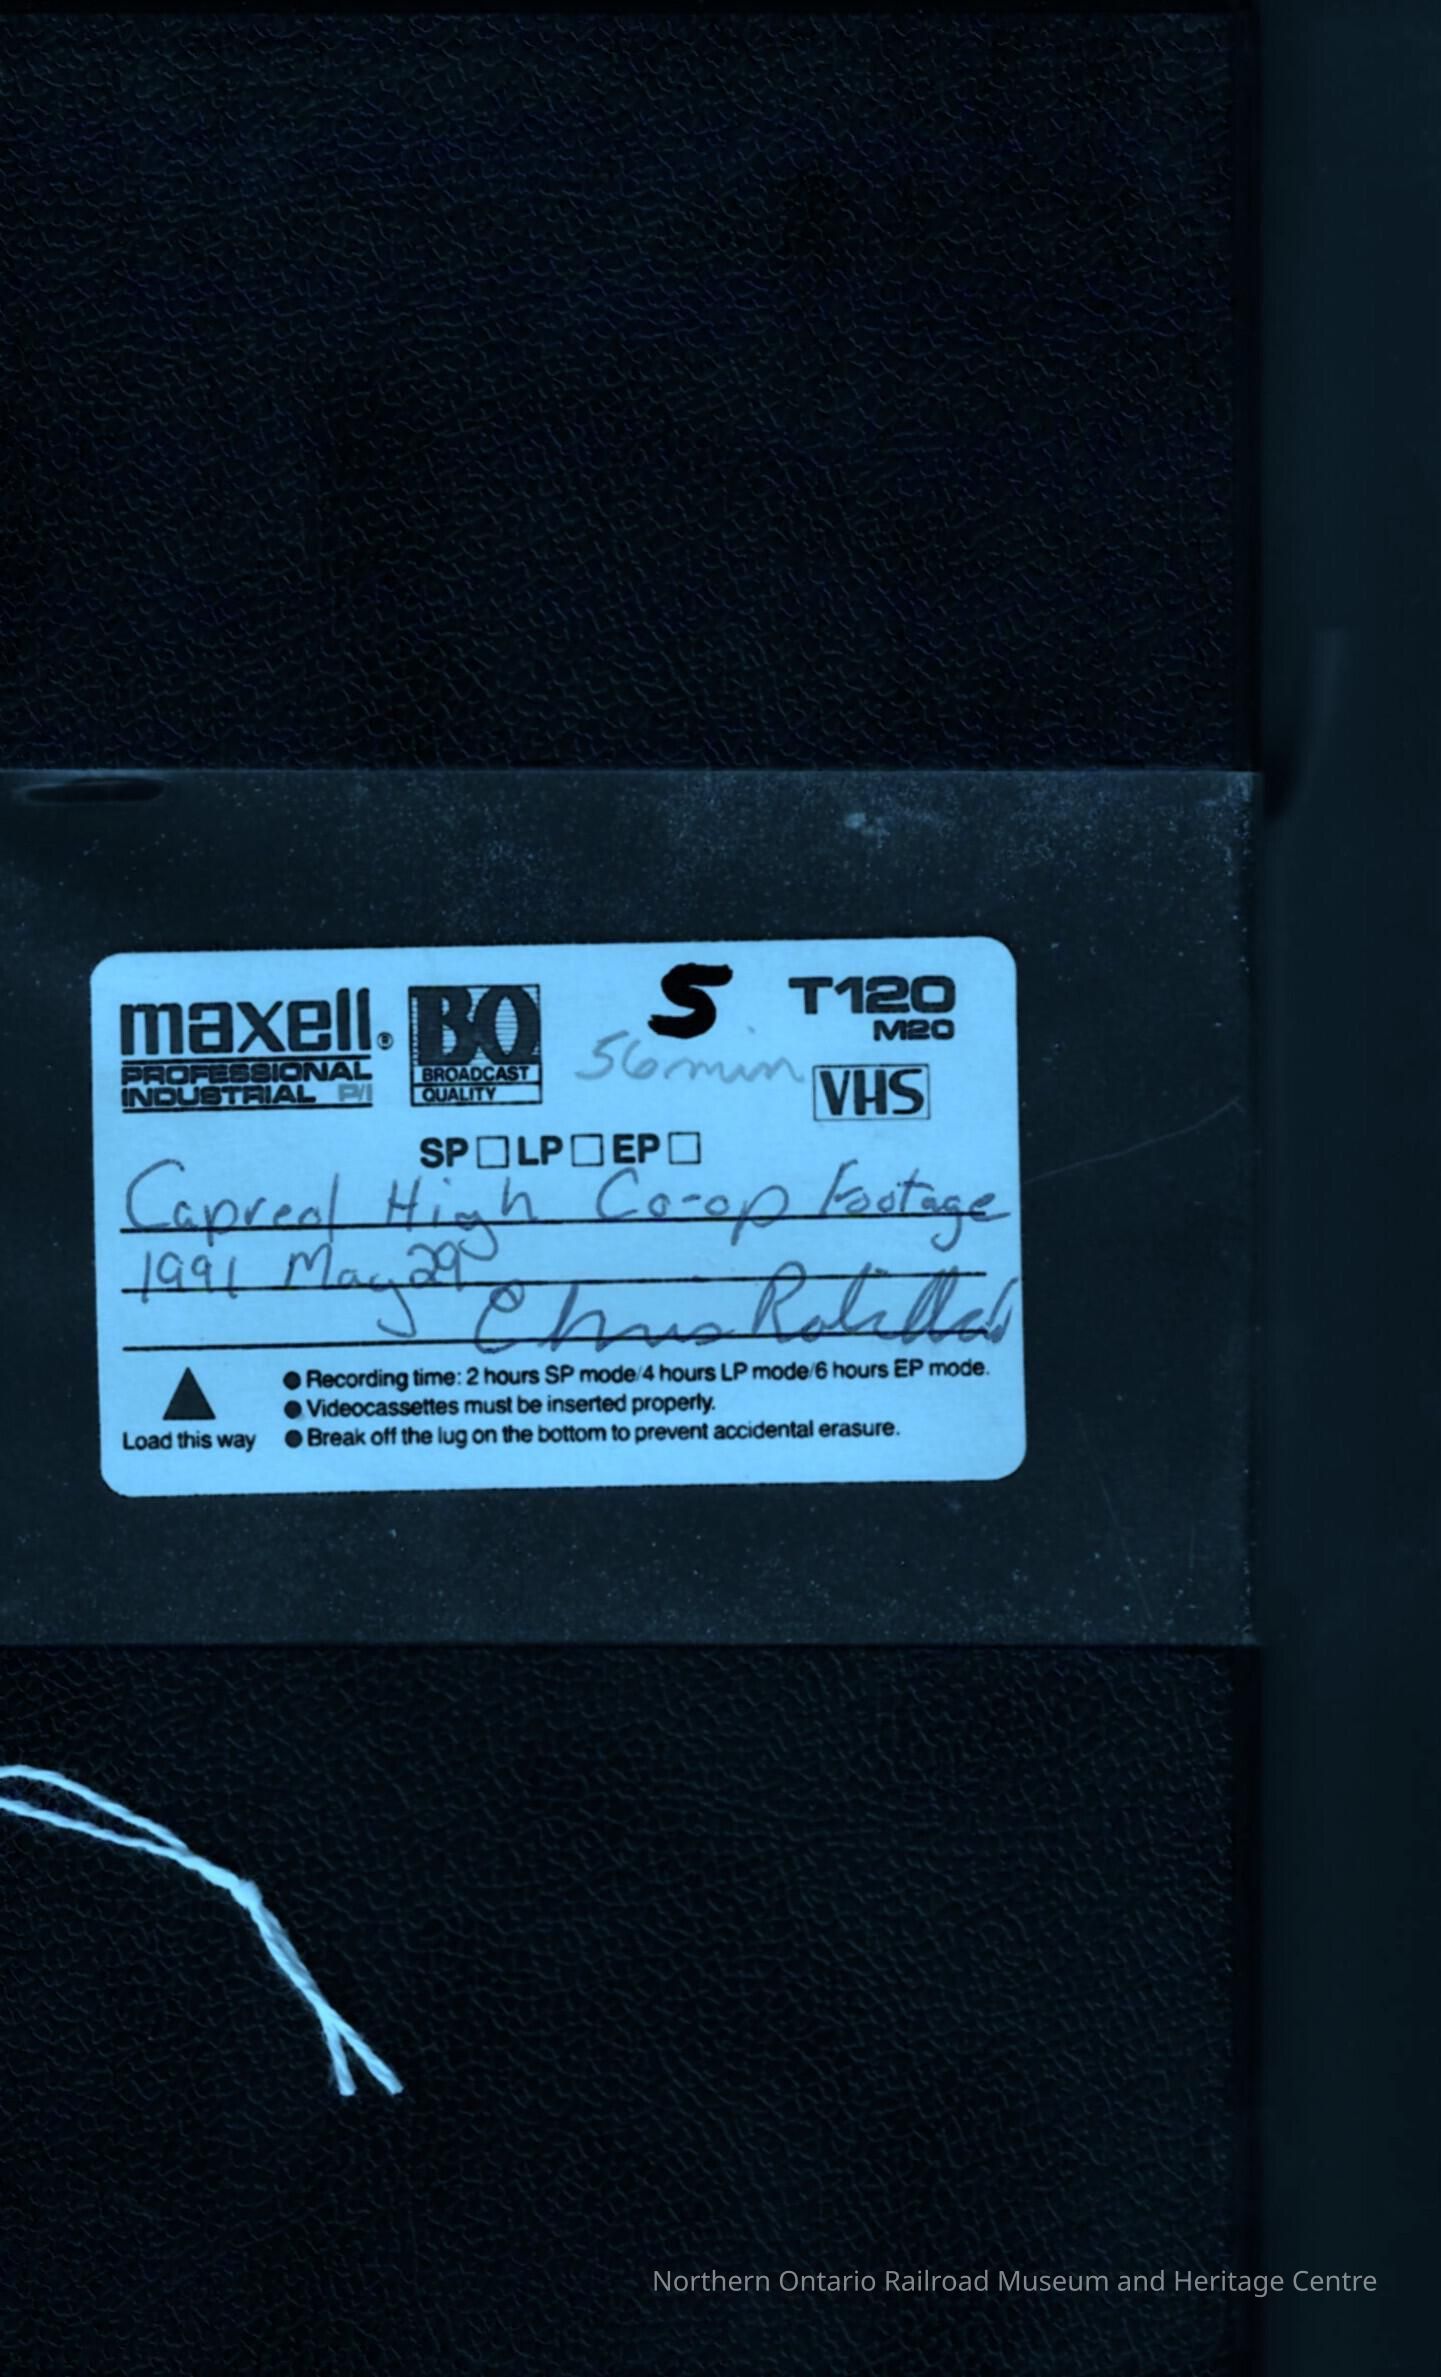 maxell®
PROFESSIONAL
INDUSTRIAL P/I
BQ
BROADCAST
QUALITY
5
56 min
T120
M20
VHS
SP LP EP
Capreol High Co-op Footage
1991 May 29
Chris
Load this way
● Recording time: 2 hours SP mode/4 hours LP mode/6 hours EP mode.
● Videocassettes must be inserted properly.
● Break off the lug on the bottom to prevent accidental erasure.
Northern Ontario Railroad Museum and Heritage Centre